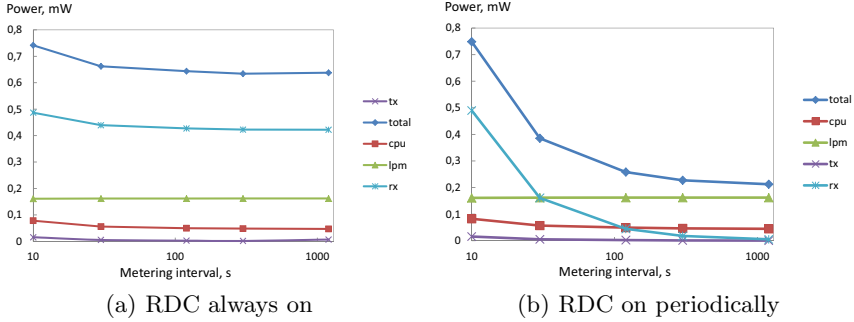 Power, mW
0,8
0,7
0,6
0,5
0,4
0,3
0,2
0,1
0
10
100
1000
Metering interval, s
tx
total
cpu
lpm
rx
(a) RDC always on
Power, mW
0,8
0,7
0,6
0,5
0,4
0,3
0,2
0,1
0
10
100
1000
Metering interval, s
total
cpu
lpm
tx
rx
(b) RDC on periodically